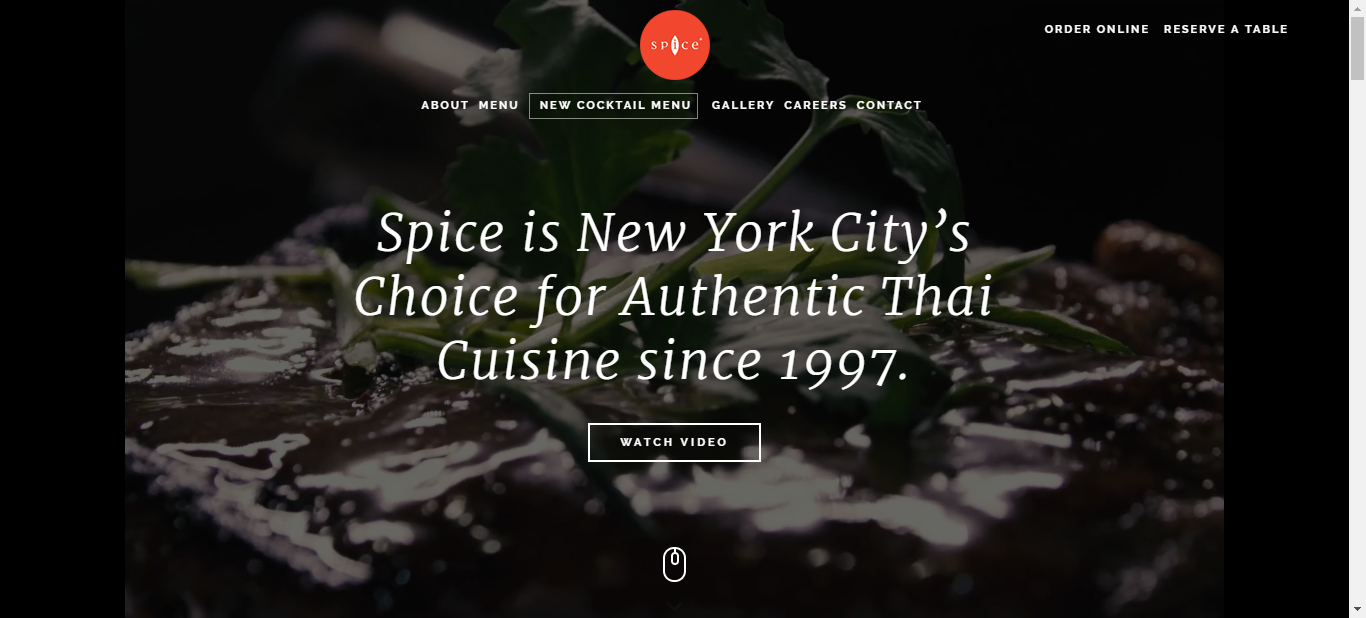 spice
ORDER ONLINE RESERVE A TABLE
ABOUT MENU NEW COCKTAIL MENU GALLERY CAREERS CONTACT
Spice is New York City’s
Choice for Authentic Thai
Cuisine since 1997.
WATCH VIDEO